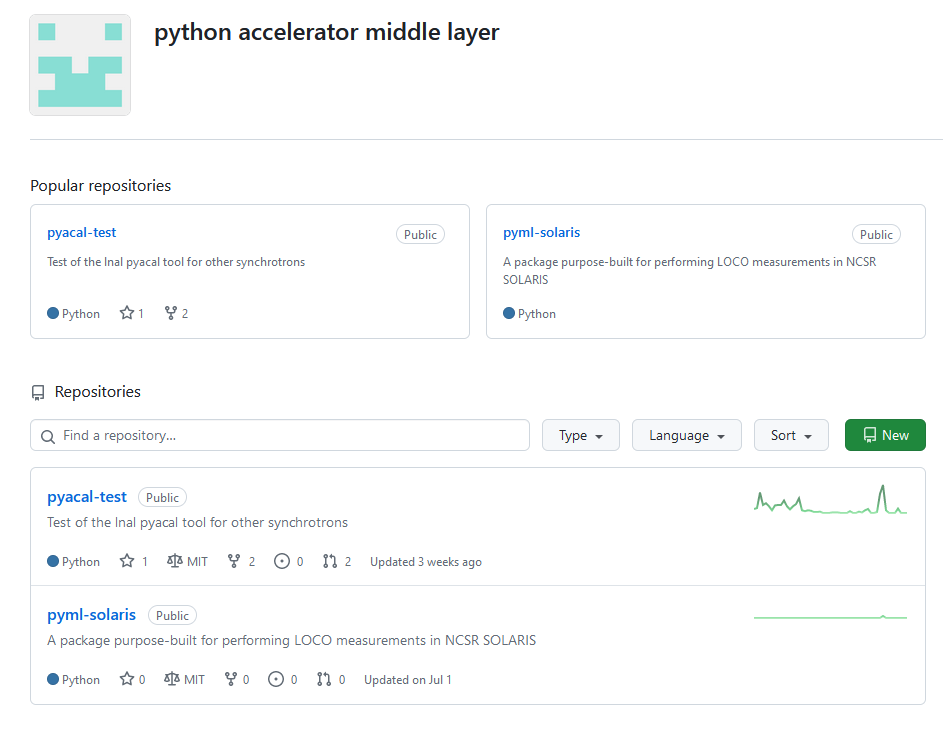 python accelerator middle layer
Popular repositories
pyacal-test
Public
Test of the lnal pyacal tool for other synchrotrons
Python 1 2
pyml-solaris
Public
A package purpose-built for performing LOCO measurements in NCSR
SOLARIS
Python
Repositories
Find a repository...
Type
Language
Sort
New
pyacal-test Public
Test of the lnal pyacal tool for other synchrotrons
Python 1 MIT 2 0 2 Updated 3 weeks ago
pyml-solaris Public
A package purpose-built for performing LOCO measurements in NCSR SOLARIS
Python 0 MIT 0 0 0 Updated on Jul 1